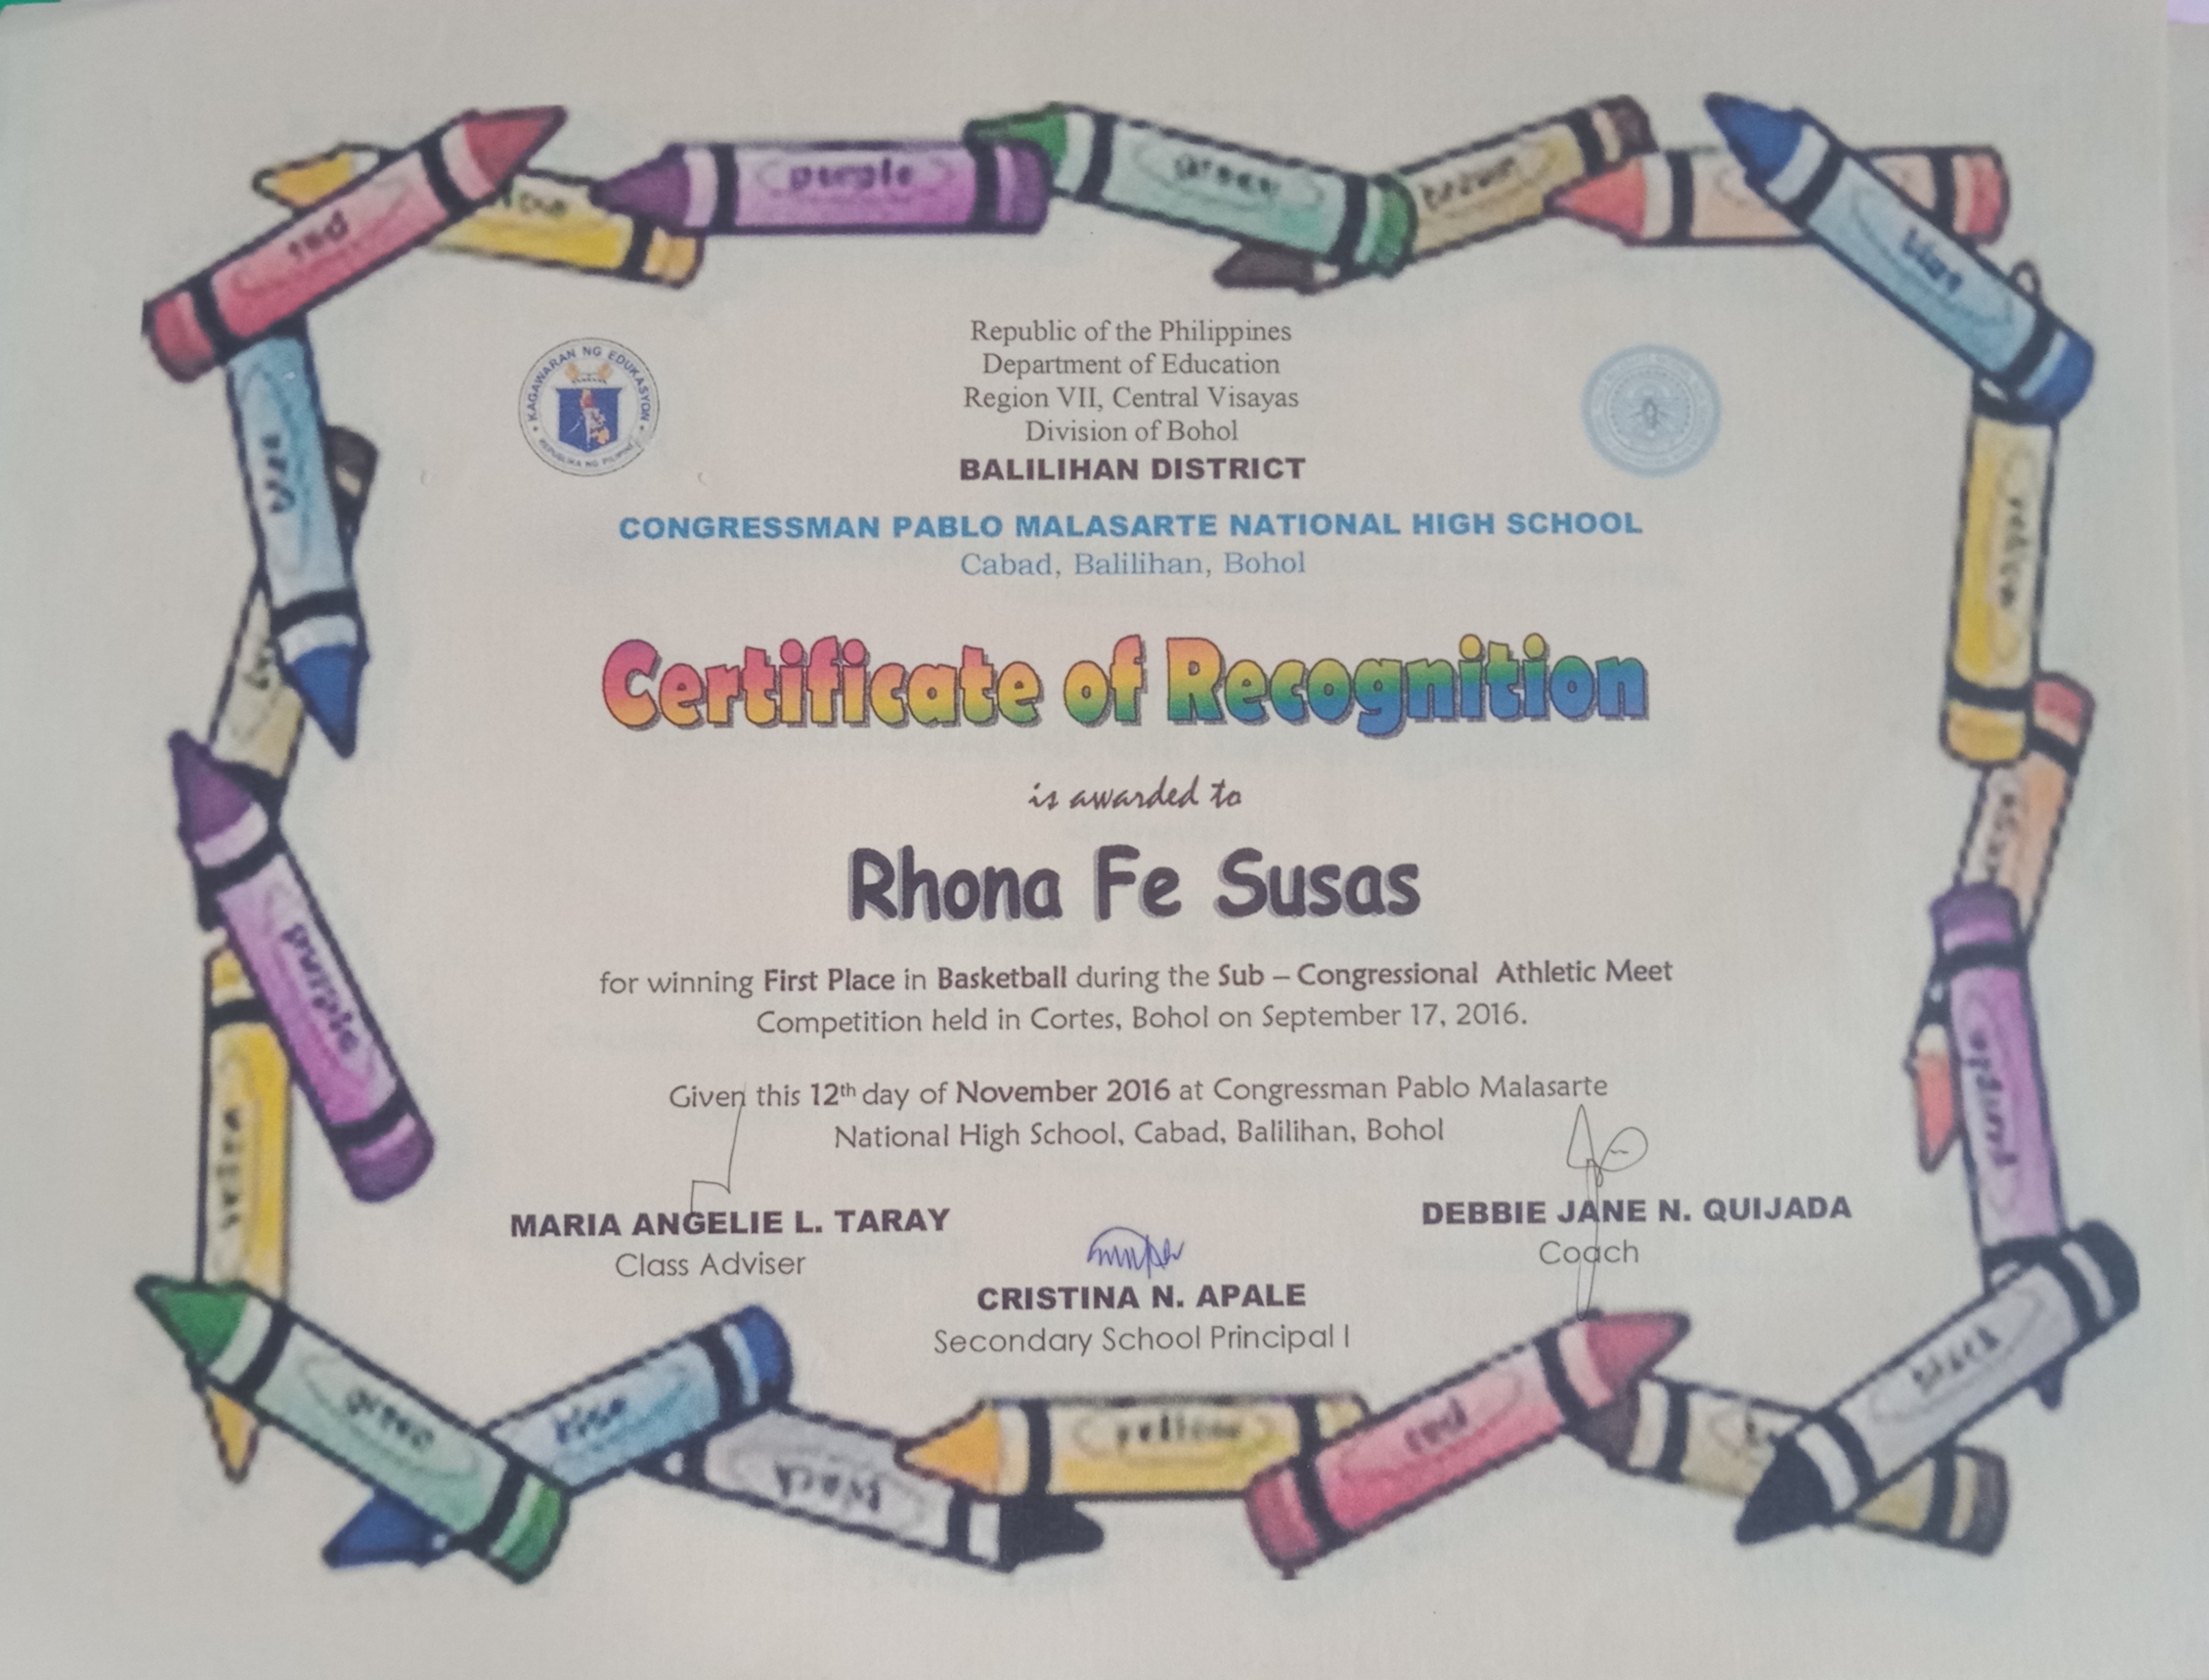 Republic of the Philippines
Department of Education
Region VII, Central Visayas
Division of Bohol
BALILIHAN DISTRICT
KAGAWARAN NG EDUKASYON
REPUBLIKA NG PILIPINAS
CONGRESSMAN PABLO MALASARTE NATIONAL HIGH SCHOOL
Cabad, Balilihan, Bohol
Certificate of Recognition
is awarded to
Rhona Fe Susas
for winning First Place in Basketball during the Sub – Congressional Athletic Meet
Competition held in Cortes, Bohol on September 17, 2016.
Given this 12th day of November 2016 at Congressman Pablo Malasarte
National High School, Cabad, Balilihan, Bohol
MARIA ANGELIE L. TARAY
Class Adviser
DEBBIE JANE N. QUIJADA
Coach
CRISTINA N. APALE
Secondary School Principal I
red
purple
green
brown
blue
yellow
purple
purple
yellow
green
blue
black
yellow
red
black